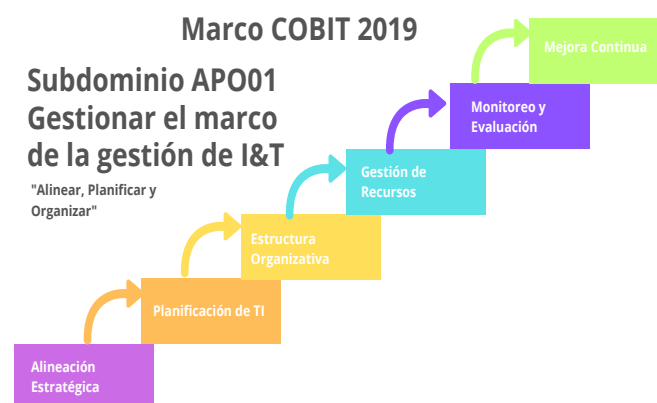 Marco COBIT 2019
Subdominio APO01
Gestionar el marco
de la gestión de I&T
"Alinear, Planificar y
Organizar"
Mejora Continua
Monitoreo y
Evaluación
Gestión de
Recursos
Estructura
Organizativa
Planificación de TI
Alineación
Estratégica